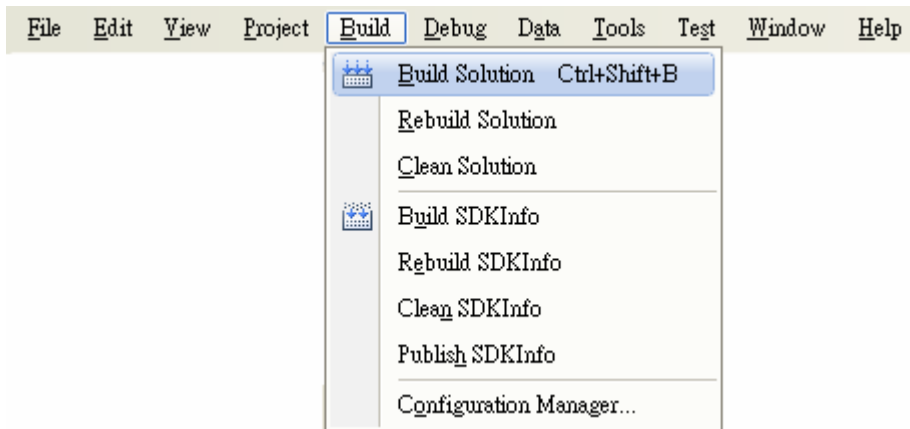 File Edit View Project Build Debug Data Tools Test Window Help
Build Solution Ctrl+Shift+B
Rebuild Solution
Clean Solution
Build SDKInfo
Rebuild SDKInfo
Clean SDKInfo
Publish SDKInfo
Configuration Manager...